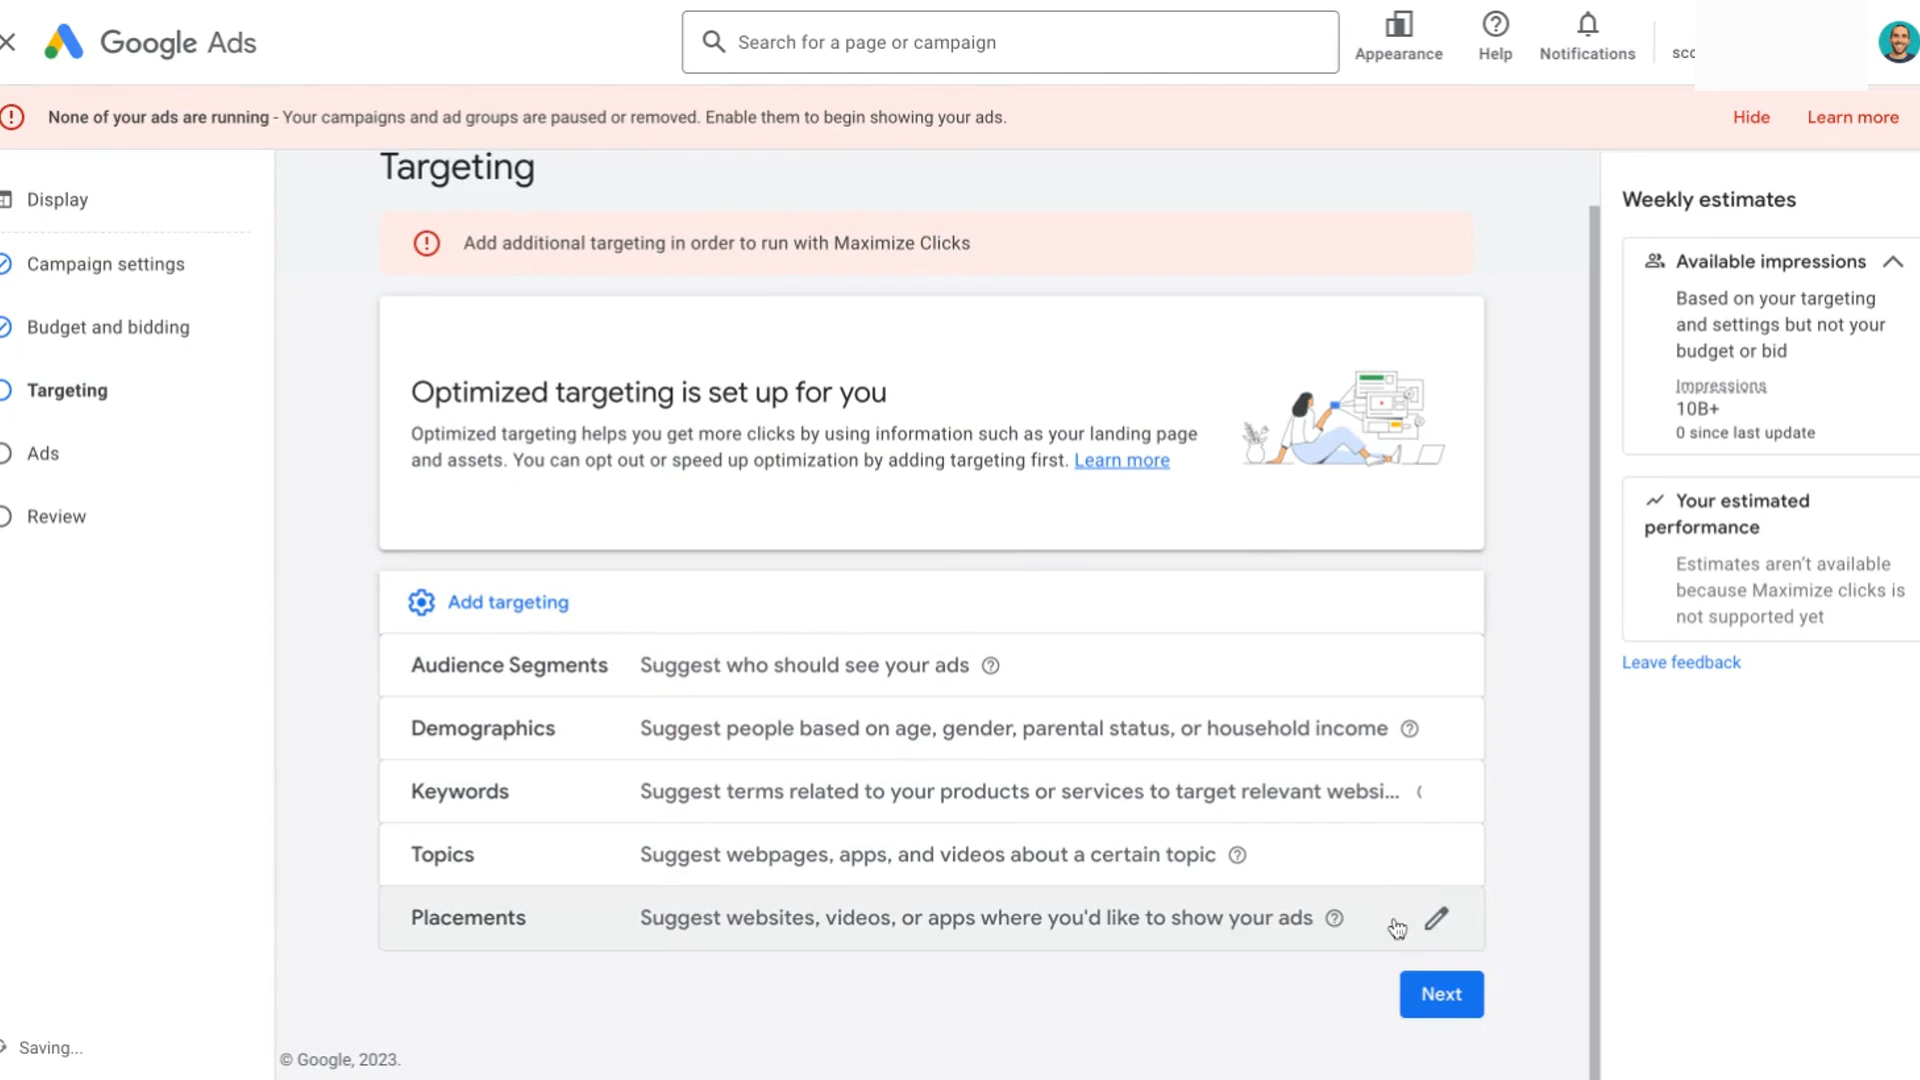 Google Ads
Search for a page or campaign
Appearance
Help
Notifications
None of your ads are running - Your campaigns and ad groups are paused or removed. Enable them to begin showing your ads.
Hide
Learn more
Display
Campaign settings
Budget and bidding
Targeting
Ads
Review
Saving...
Targeting
Add additional targeting in order to run with Maximize Clicks
Optimized targeting is set up for you
Optimized targeting helps you get more clicks by using information such as your landing page
and assets. You can opt out or speed up optimization by adding targeting first. Learn more
Add targeting
Audience Segments Suggest who should see your ads
Demographics Suggest people based on age, gender, parental status, or household income
Keywords Suggest terms related to your products or services to target relevant websi...
Topics Suggest webpages, apps, and videos about a certain topic
Placements Suggest websites, videos, or apps where you'd like to show your ads
Next
© Google, 2023.
Weekly estimates
Available impressions
Based on your targeting
and settings but not your
budget or bid
Impressions
10B+
0 since last update
Your estimated
performance
Estimates aren't available
because Maximize clicks is
not supported yet
Leave feedback